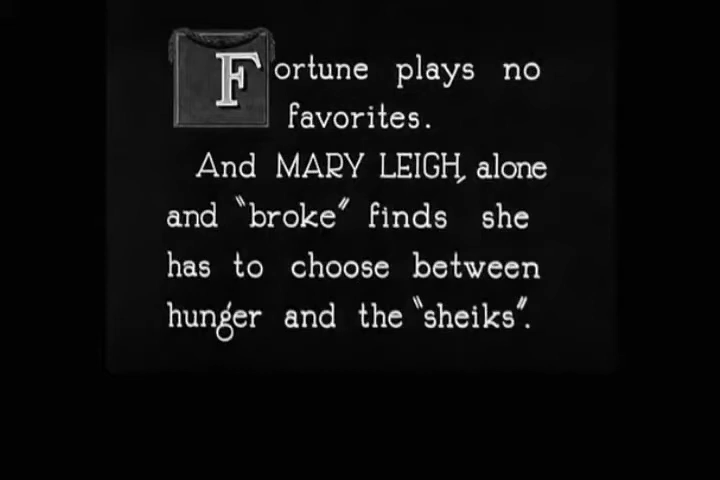 Fortune plays no
favorites.
And MARY LEIGH, alone
and "broke" finds she
has to choose between
hunger and the "sheiks".